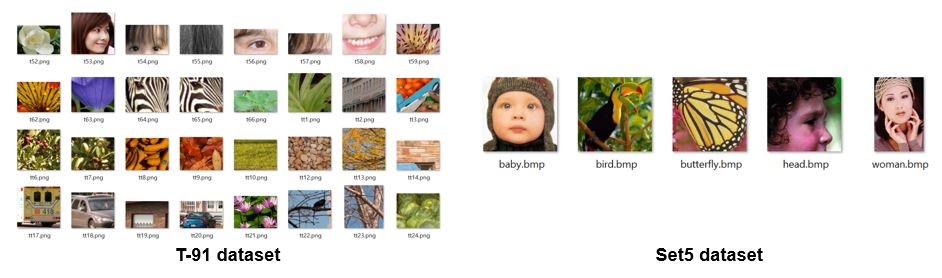 t52.png t53.png t54.png t55.png t56.png t57.png t58.png t59.png
t62.png t63.png t64.png t65.png t66.png tt1.png tt2.png tt3.png
tt6.png tt7.png tt8.png tt9.png tt10.png tt12.png tt13.png tt14.png
418
tt17.png tt18.png tt19.png tt20.png tt21.png tt22.png tt23.png tt24.png
baby.bmp bird.bmp butterfly.bmp head.bmp woman.bmp
T-91 dataset
Set5 dataset